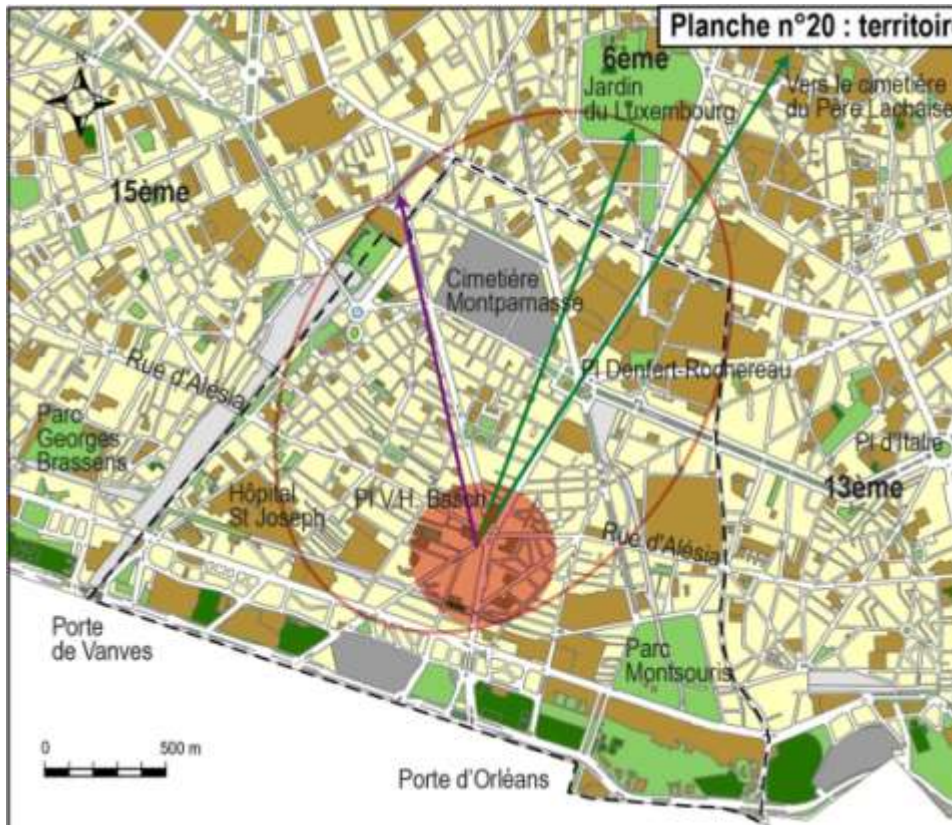 Planche n°20 : territoir
6ème
Jardin
du Luxembourg
Vers le cimetière
du Père Lachaise
15ème
Cimetière
Montparnasse
Rue d'Alésia
Pl Denfert-Rochereau
Parc
Georges
Brassens
Pl d'Italie
13ème
Hôpital
St Joseph
Pl V.H. Basch
Rue d'Alésia
Porte
de Vanves
Parc
Montsouris
0 500 m
Porte d'Orléans